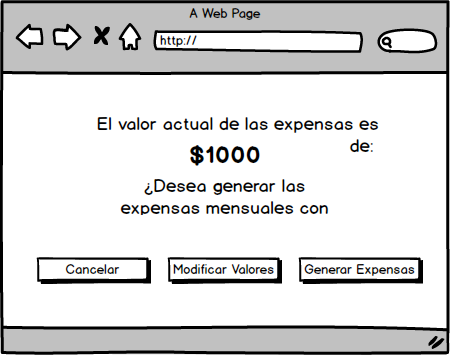 A Web Page
http://
El valor actual de las expensas es
de:
$1000
¿Desea generar las
expensas mensuales con
Cancelar
Modificar Valores
Generar Expensas